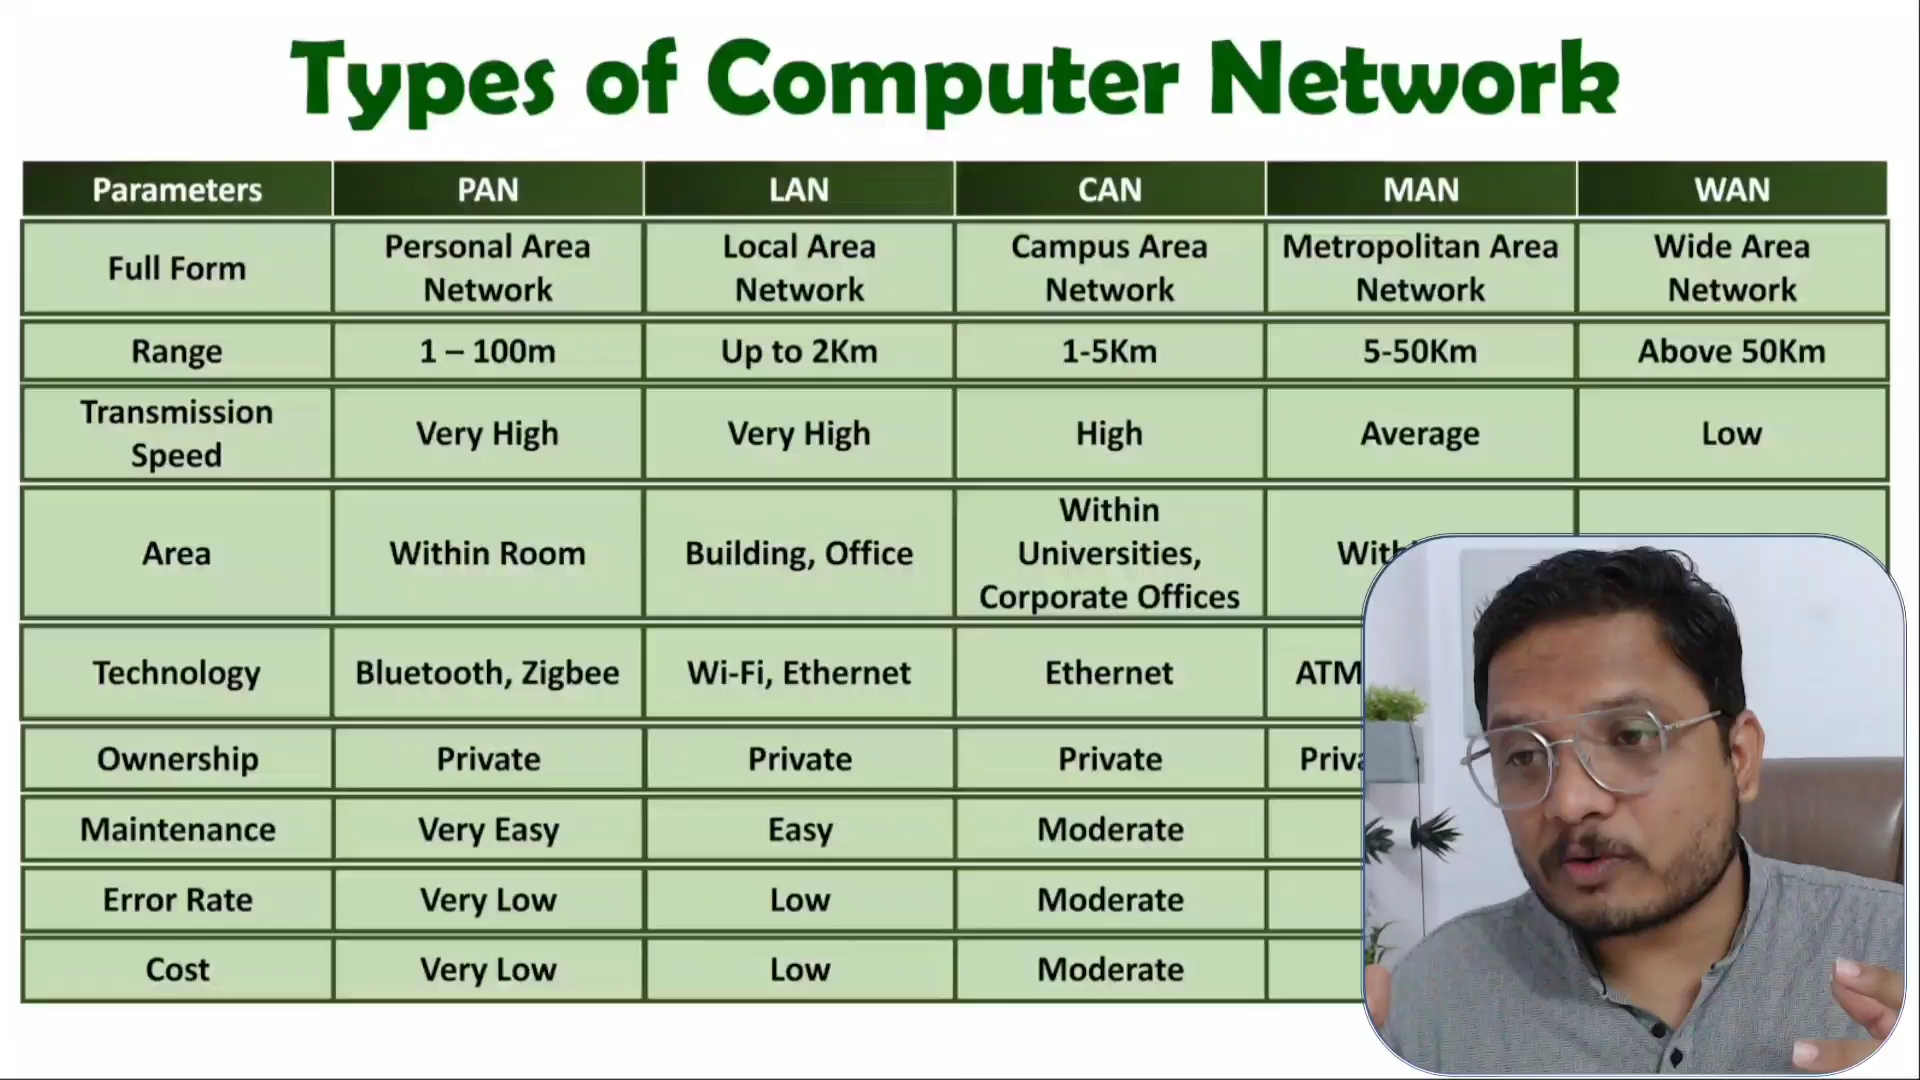 Types of Computer Network
Parameters PAN LAN CAN MAN WAN
Full Form Personal Area Network Local Area Network Campus Area Network Metropolitan Area Network Wide Area Network
Range 1 – 100m Up to 2Km 1-5Km 5-50Km Above 50Km
Transmission Speed Very High Very High High Average Low
Area Within Room Building, Office Within Universities, Corporate Offices
Technology Bluetooth, Zigbee Wi-Fi, Ethernet Ethernet ATM
Ownership Private Private Private
Maintenance Very Easy Easy Moderate
Error Rate Very Low Low Moderate
Cost Very Low Low Moderate